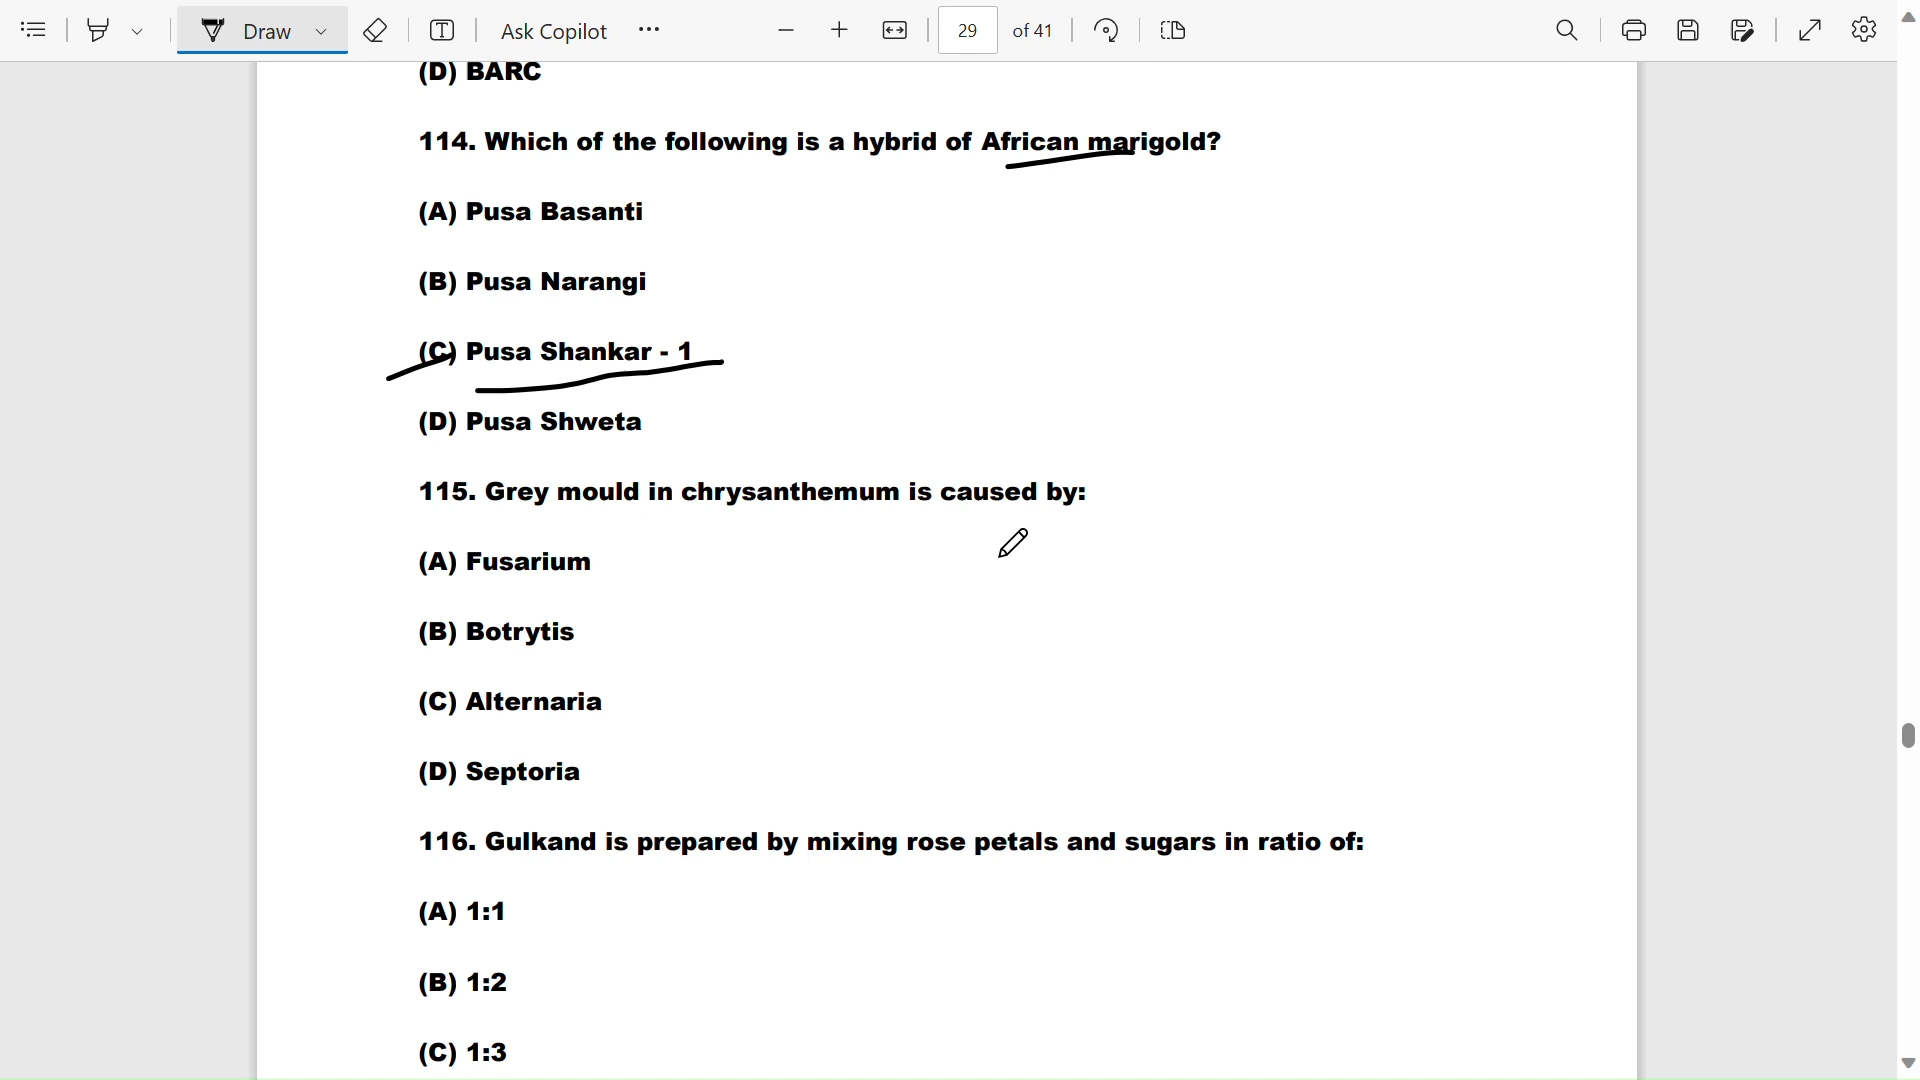 Draw
Ask Copilot
29 of 41
(D) BARC
114. Which of the following is a hybrid of African marigold?
(A) Pusa Basanti
(B) Pusa Narangi
(C) Pusa Shankar - 1
(D) Pusa Shweta
115. Grey mould in chrysanthemum is caused by:
(A) Fusarium
(B) Botrytis
(C) Alternaria
(D) Septoria
116. Gulkand is prepared by mixing rose petals and sugars in ratio of:
(A) 1:1
(B) 1:2
(C) 1:3